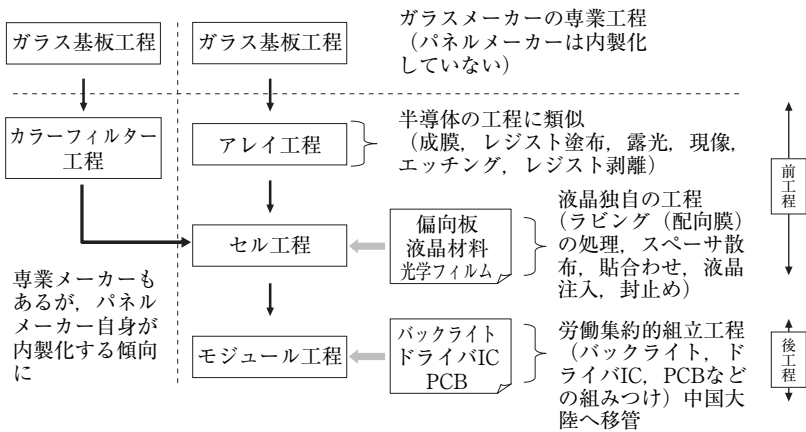 ガラス基板工程
ガラス基板工程
ガラスメーカーの専業工程
（パネルメーカーは内製化
していない）
カラーフィルター
工程
アレイ工程
半導体の工程に類似
（成膜，レジスト塗布，露光，現像，
エッチング，レジスト剥離）
前工程
セル工程
偏向板
液晶材料
光学フィルム
液晶独自の工程
（ラビング（配向膜）
の処理，スペーサ散
布，貼合わせ，液晶
注入，封止め）
専業メーカーも
あるが，パネル
メーカー自身が
内製化する傾向
に
モジュール工程
バックライト
ドライバIC
PCB
労働集約的組立工程
（バックライト，ド
ライバIC，PCBなど
の組みつけ）中国大
陸へ移管
後工程